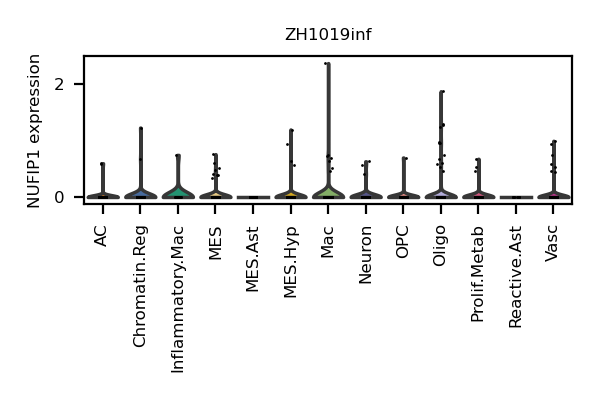 ZH1019inf
NUFIP1 expression
2
0
AC
Chromatin.Reg
Inflammatory.Mac
MES
MES.Ast
MES.Hyp
Mac
Neuron
OPC
Oligo
Prolif.Metab
Reactive.Ast
Vasc